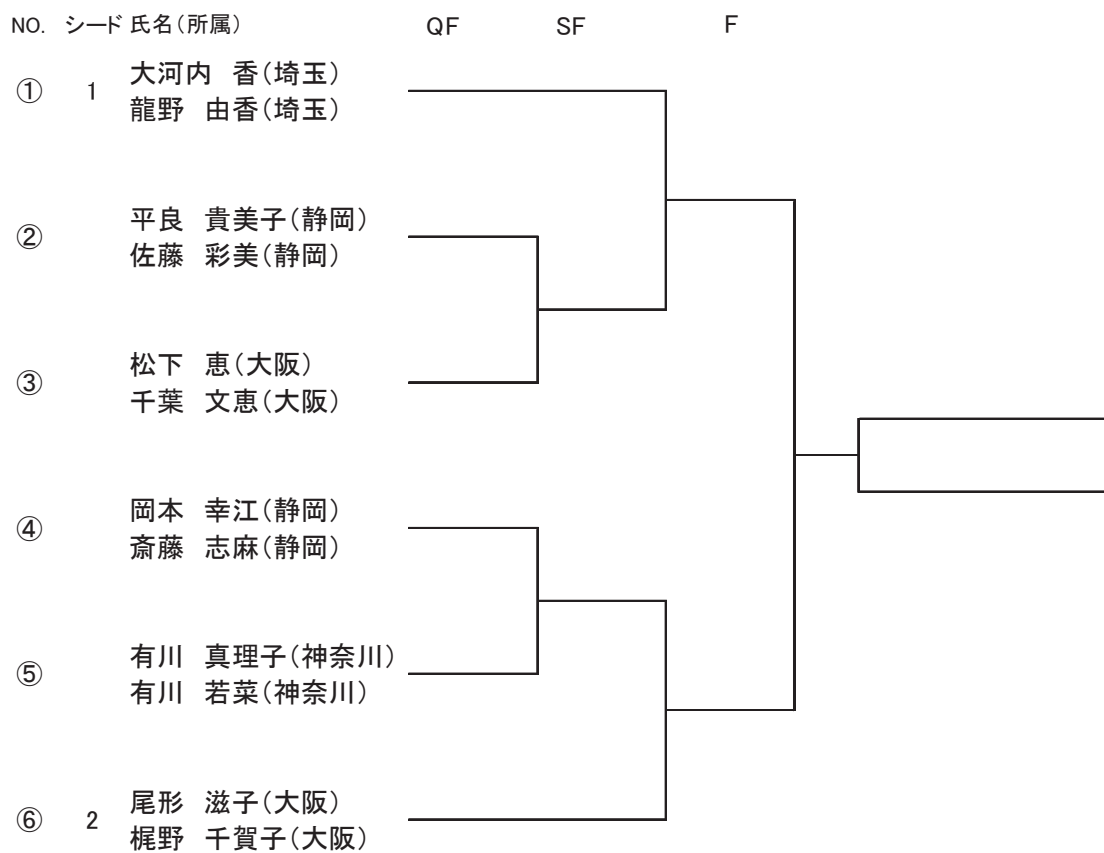 NO. シード 氏名(所属) QF SF F
大河内 香(埼玉)
① 1
龍野 由香(埼玉)
平良 貴美子(静岡)
②
佐藤 彩美(静岡)
松下 恵(大阪)
③
千葉 文恵(大阪)
岡本 幸江(静岡)
④
斎藤 志麻(静岡)
有川 真理子(神奈川)
⑤
有川 若菜(神奈川)
尾形 滋子(大阪)
⑥ 2
梶野 千賀子(大阪)